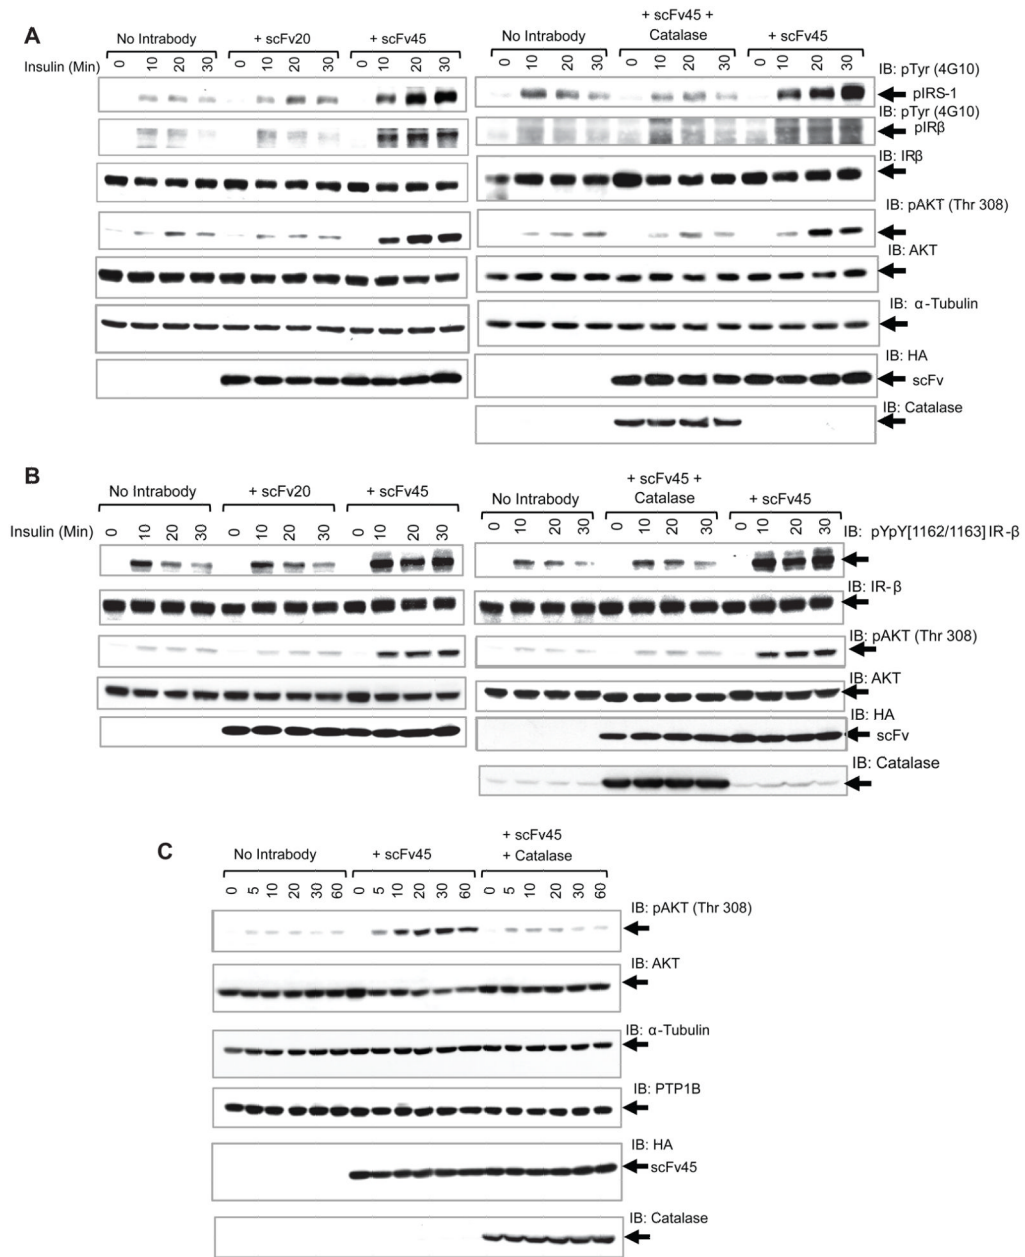 A
No Intrabody + scFv20 + scFv45
Insulin (Min) 0 10 20 30 0 10 20 30 0 10 20 30
+ scFv45 +
No Intrabody Catalase + scFv45
0 10 20 30 0 10 20 30 0 10 20 30
IB: pTyr (4G10)
pIRS-1
IB: pTyr (4G10)
pIRβ
IB: IRβ
IB: pAKT (Thr 308)
IB: AKT
IB: α-Tubulin
IB: HA
scFv
IB: Catalase
B
No Intrabody + scFv20 + scFv45
Insulin (Min) 0 10 20 30 0 10 20 30 0 10 20 30
+ scFv45 +
No Intrabody Catalase + scFv45
0 10 20 30 0 10 20 30 0 10 20 30
IB: pYpY[1162/1163] IR-β
IB: IR-β
IB: pAKT (Thr 308)
IB: AKT
IB: HA
scFv
IB: Catalase
C
+ scFv45
No Intrabody + scFv45 + Catalase
0 5 10 20 30 60 0 5 10 20 30 60 0 5 10 20 30 60
IB: pAKT (Thr 308)
IB: AKT
IB: α-Tubulin
IB: PTP1B
IB: HA
scFv45
IB: Catalase